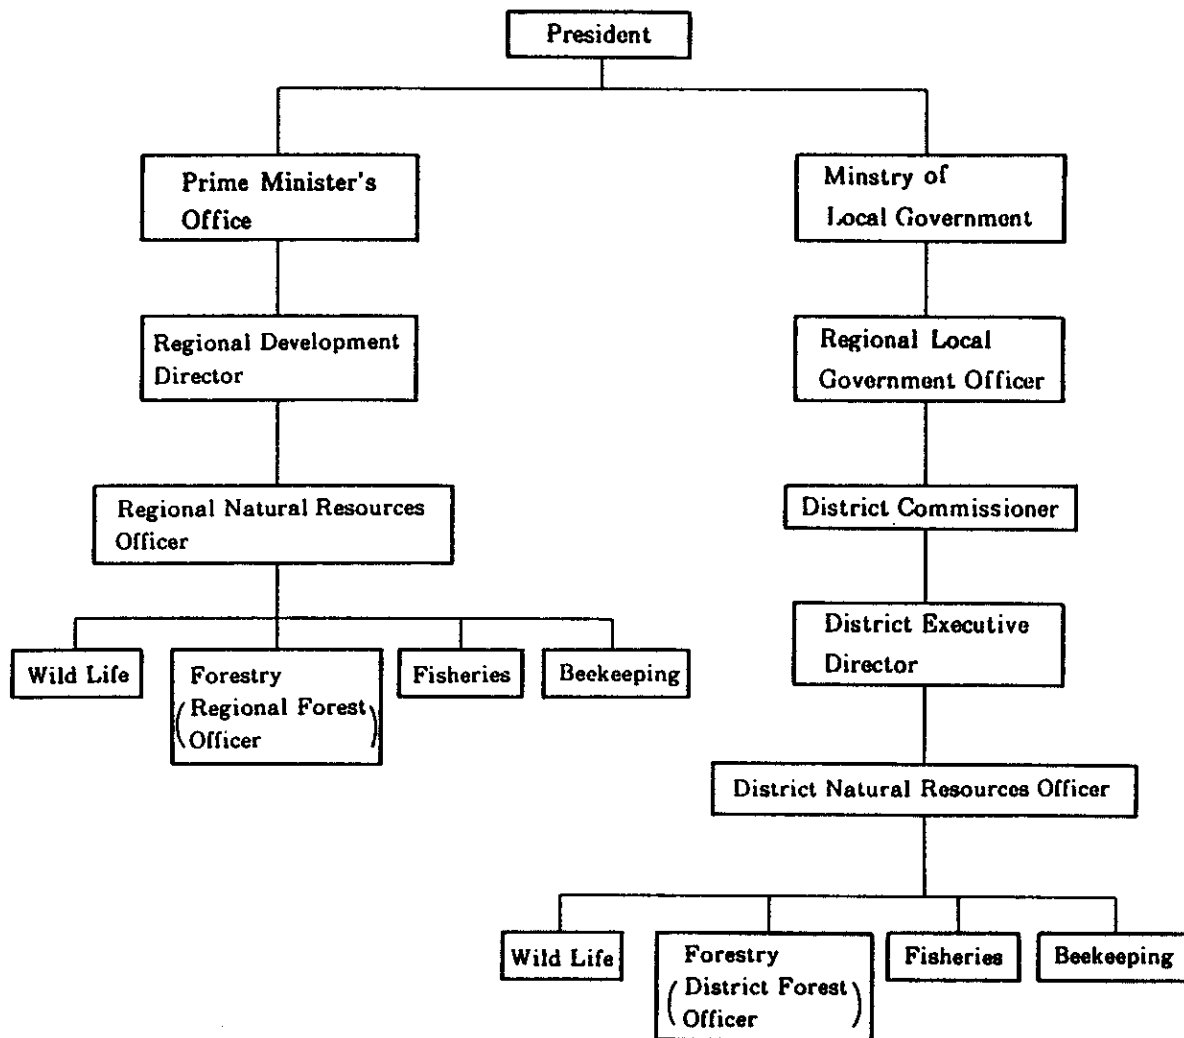 President
Prime Minister's
Office
Minstry of
Local Government
Regional Development
Director
Regional Local
Government Officer
Regional Natural Resources
Officer
District Commissioner
District Executive
Director
Wild Life
Forestry
(Regional Forest
Officer)
Fisheries
Beekeeping
District Natural Resources Officer
Wild Life
Forestry
(District Forest
Officer)
Fisheries
Beekeeping